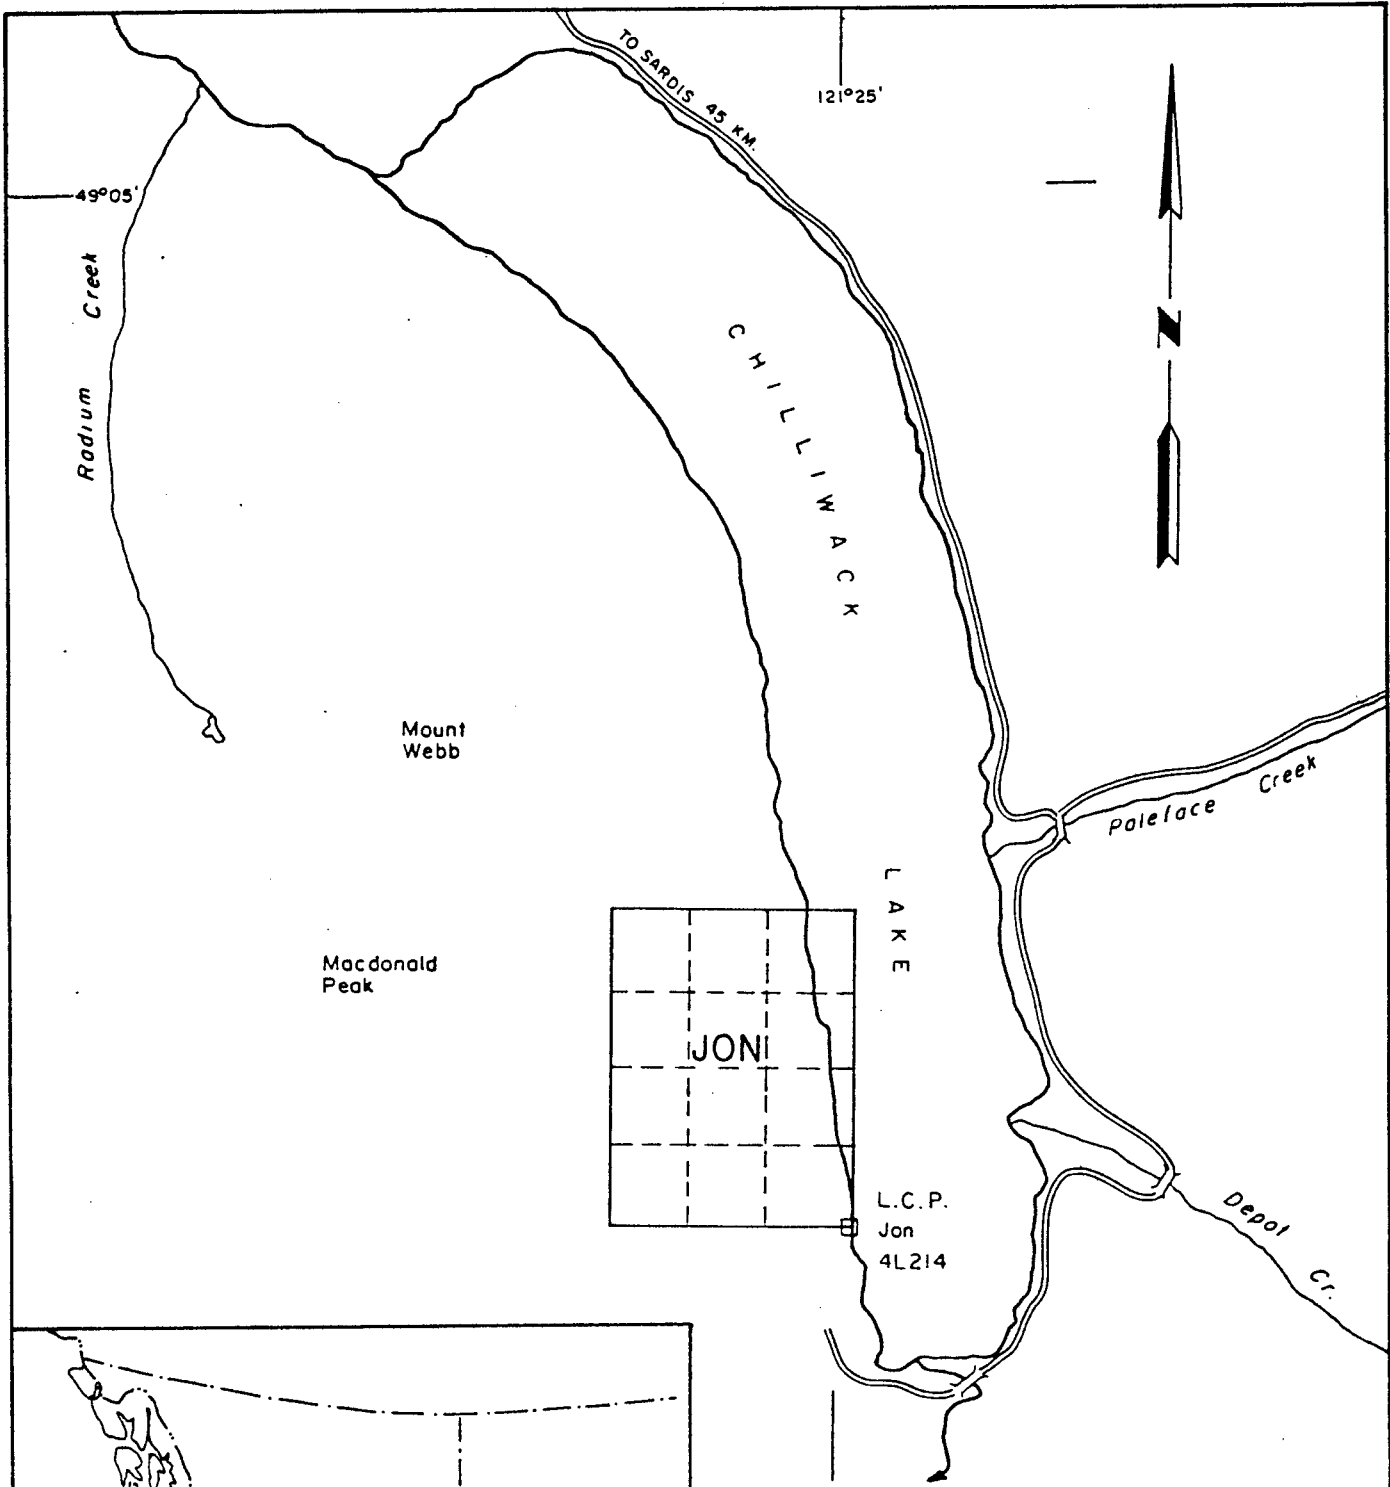 TO SARDIS 45 KM.
121°25'
49°05'
N
Radium Creek
CHILLIWACK LAKE
Mount
Webb
Paleface Creek
Macdonald
Peak
JON
L.C.P.
Jon
4L214
Depot Cr.